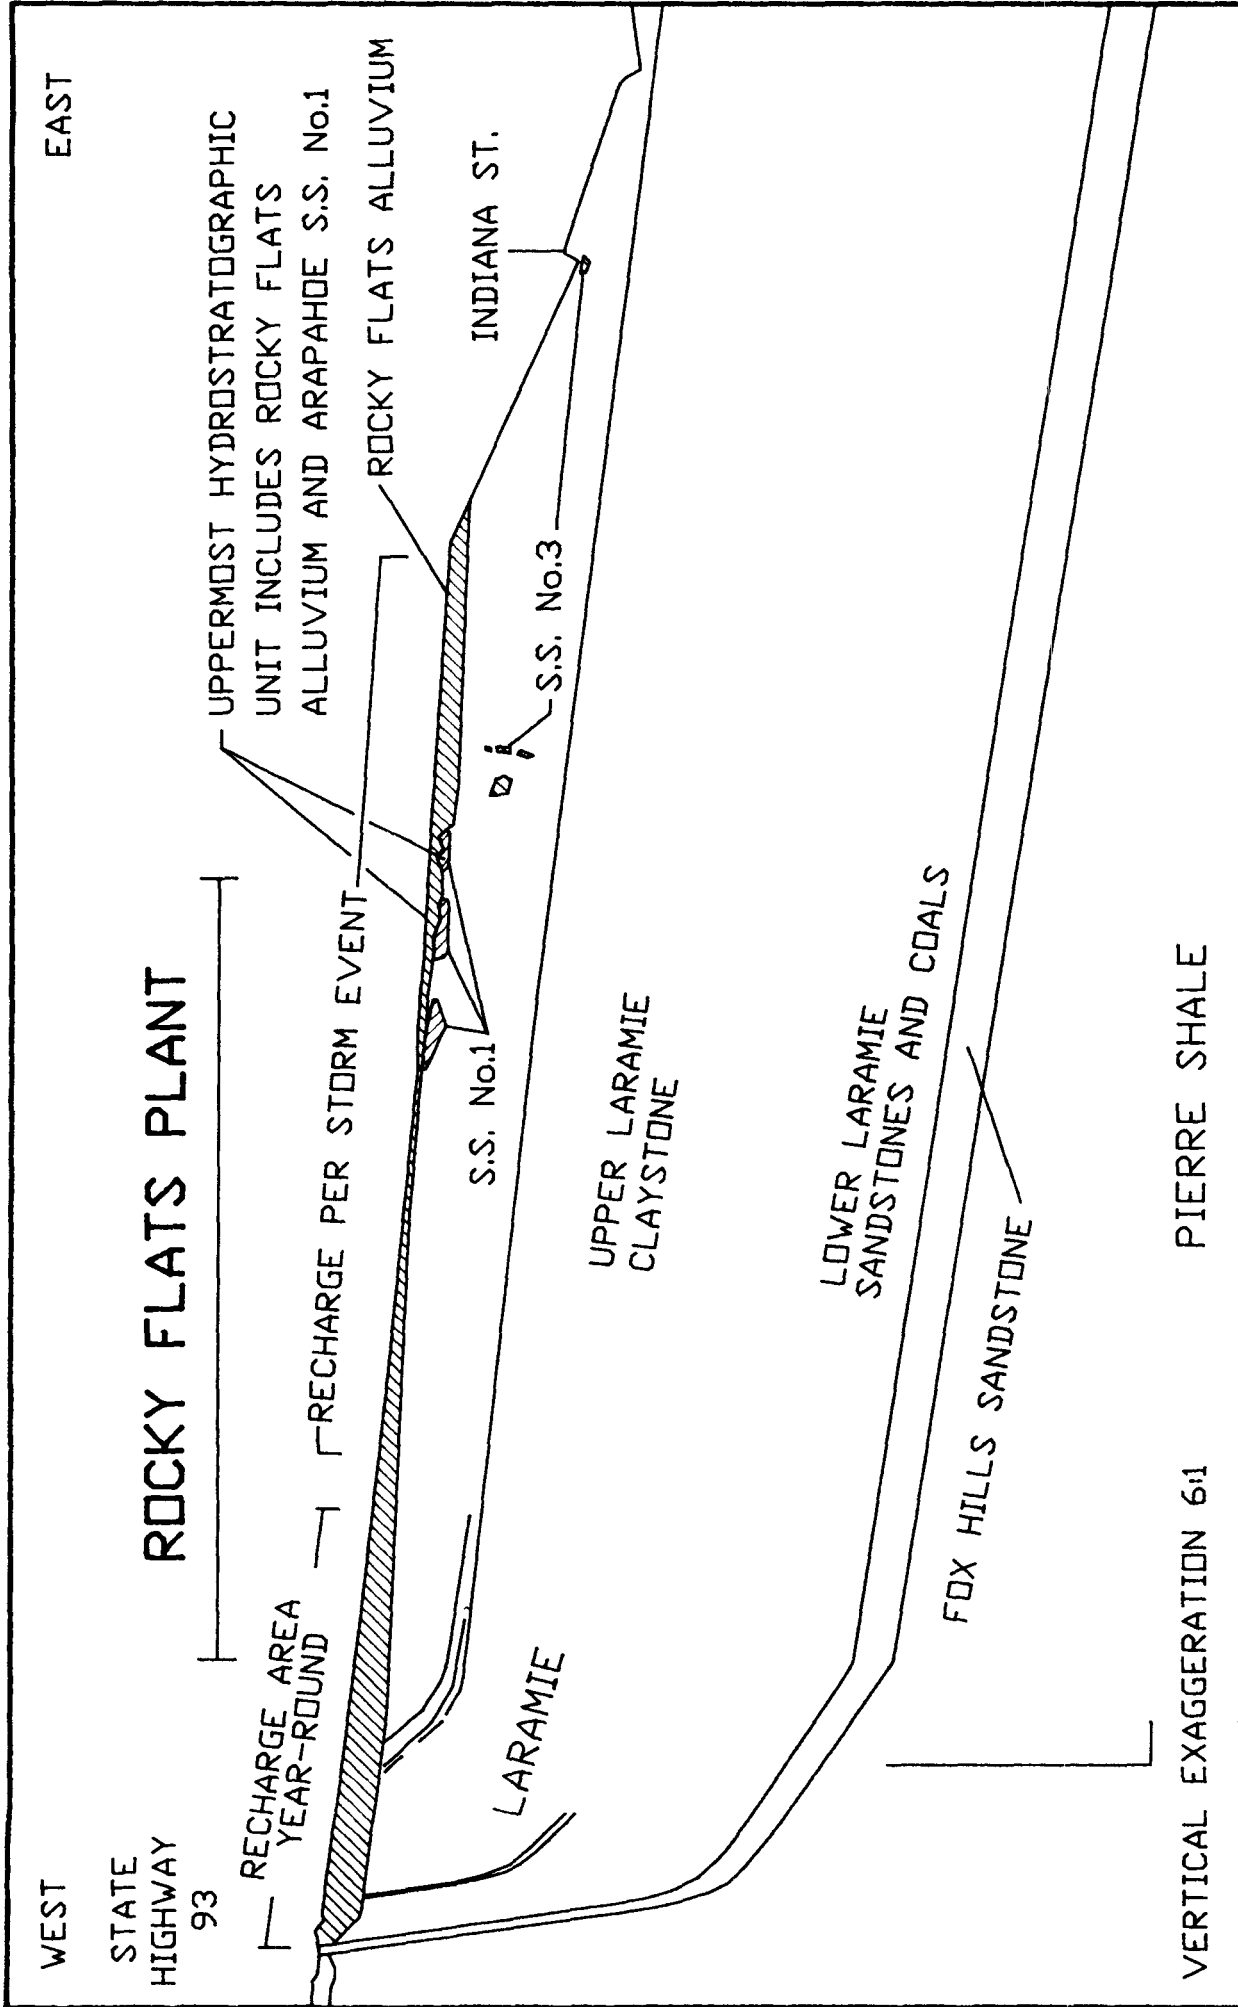 WEST
EAST
STATE
HIGHWAY
93
ROCKY FLATS PLANT
UPPERMOST HYDROSTRATOGRAPHIC
UNIT INCLUDES ROCKY FLATS
ALLUVIUM AND ARAPAHOE S.S. No.1
RECHARGE AREA
YEAR-ROUND
RECHARGE PER STORM EVENT
ROCKY FLATS ALLUVIUM
INDIANA ST.
S.S. No.1
S.S. No.3
LARAMIE
UPPER LARAMIE
CLAYSTONE
LOWER LARAMIE
SANDSTONES AND COALS
FOX HILLS SANDSTONE
PIERRE SHALE
VERTICAL EXAGGERATION 6:1